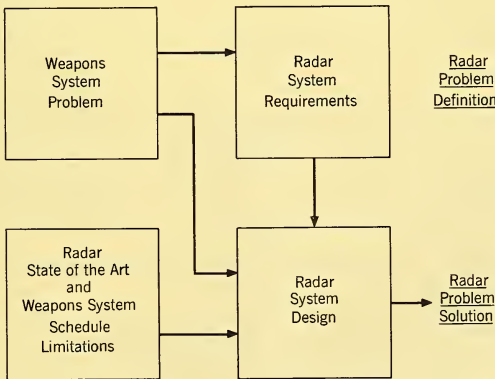 Weapons
System
Problem
Radar
System
Requirements
Radar
Problem
Definition
Radar
State of the Art
and
Weapons System
Schedule
Limitations
Radar
System
Design
Radar
Problem
Solution